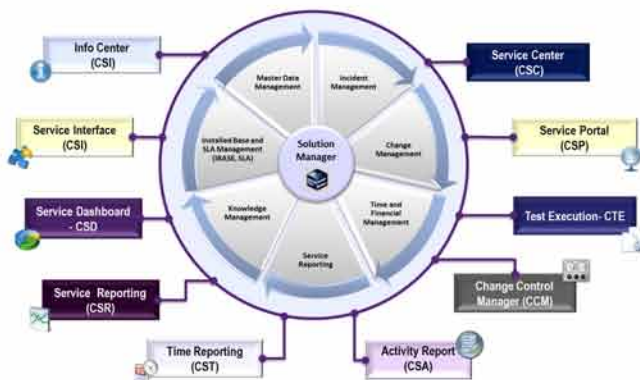 Info Center
(CSI)
Service Center
(CSC)
Master Data
Management
Incident
Management
Service Interface
(CSI)
Installed Base and
SLA Management
(IBASE, SLA)
Solution
Manager
Change
Management
Service Portal
(CSP)
Service Dashboard
- CSD
Knowledge
Management
Time and
Financial
Management
Test Execution- CTE
Service
Reporting
Service Reporting
(CSR)
Change Control
Manager (CCM)
Time Reporting
(CST)
Activity Report
(CSA)